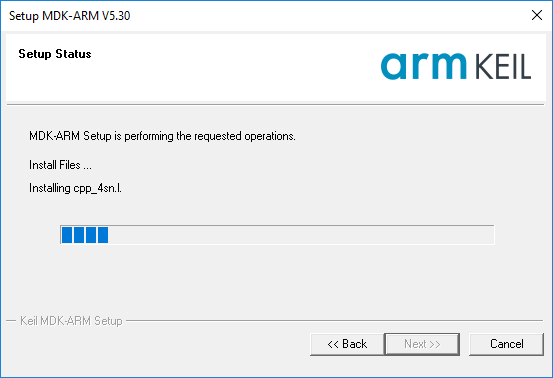 Setup MDK-ARM V5.30
Setup Status
arm KEIL
MDK-ARM Setup is performing the requested operations.
Install Files ...
Installing cpp_4sn.l.
Keil MDK-ARM Setup
<< Back
Next >>
Cancel